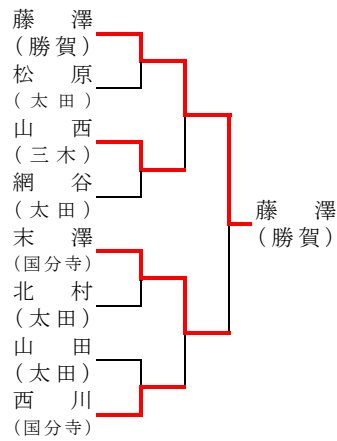 藤澤
(勝賀)
松原
(太田)
山西
(三木)
網谷
(太田)
末澤
(国分寺)
北村
(太田)
山田
(太田)
西川
(国分寺)
藤澤
(勝賀)